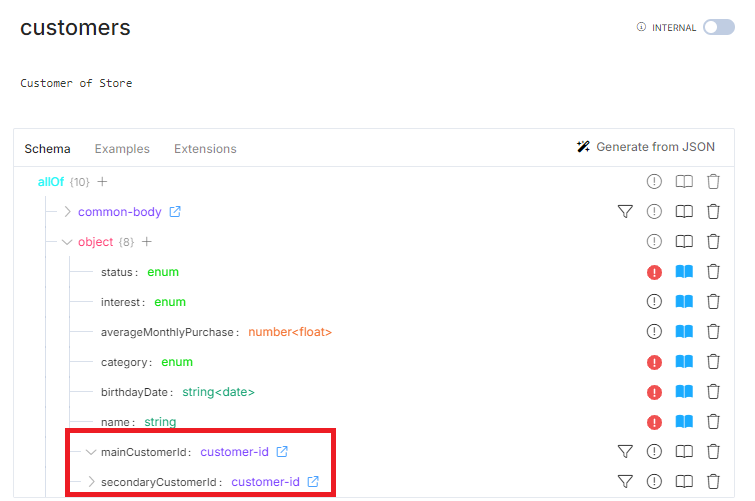 customers
INTERNAL
Customer of Store
Schema Examples Extensions Generate from JSON
allOf {10} +
common-body
object {8} +
status: enum
interest: enum
averageMonthlyPurchase: number<float>
category: enum
birthdayDate: string<date>
name: string
mainCustomerId: customer-id
secondaryCustomerId: customer-id